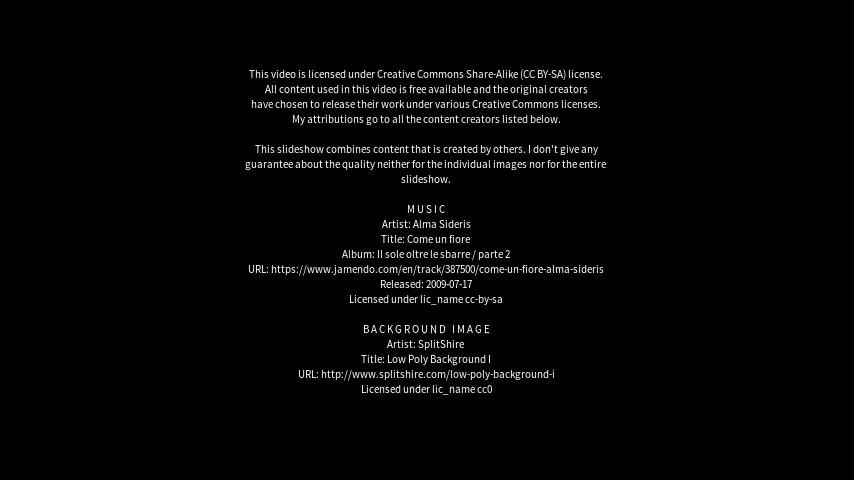 This video is licensed under Creative Commons Share-Alike (CC BY-SA) license.
All content used in this video is free available and the original creators
have chosen to release their work under various Creative Commons licenses.
My attributions go to all the content creators listed below.
This slideshow combines content that is created by others. I don't give any
guarantee about the quality neither for the individual images nor for the entire
slideshow.
MUSIC
Artist: Alma Sideris
Title: Come un fiore
Album: Il sole oltre le sbarre / parte 2
URL: https://www.jamendo.com/en/track/387500/come-un-fiore-alma-sideris
Released: 2009-07-17
Licensed under lic_name cc-by-sa
BACKGROUND IMAGE
Artist: SplitShire
Title: Low Poly Background I
URL: http://www.splitshire.com/low-poly-background-i
Licensed under lic_name cc0